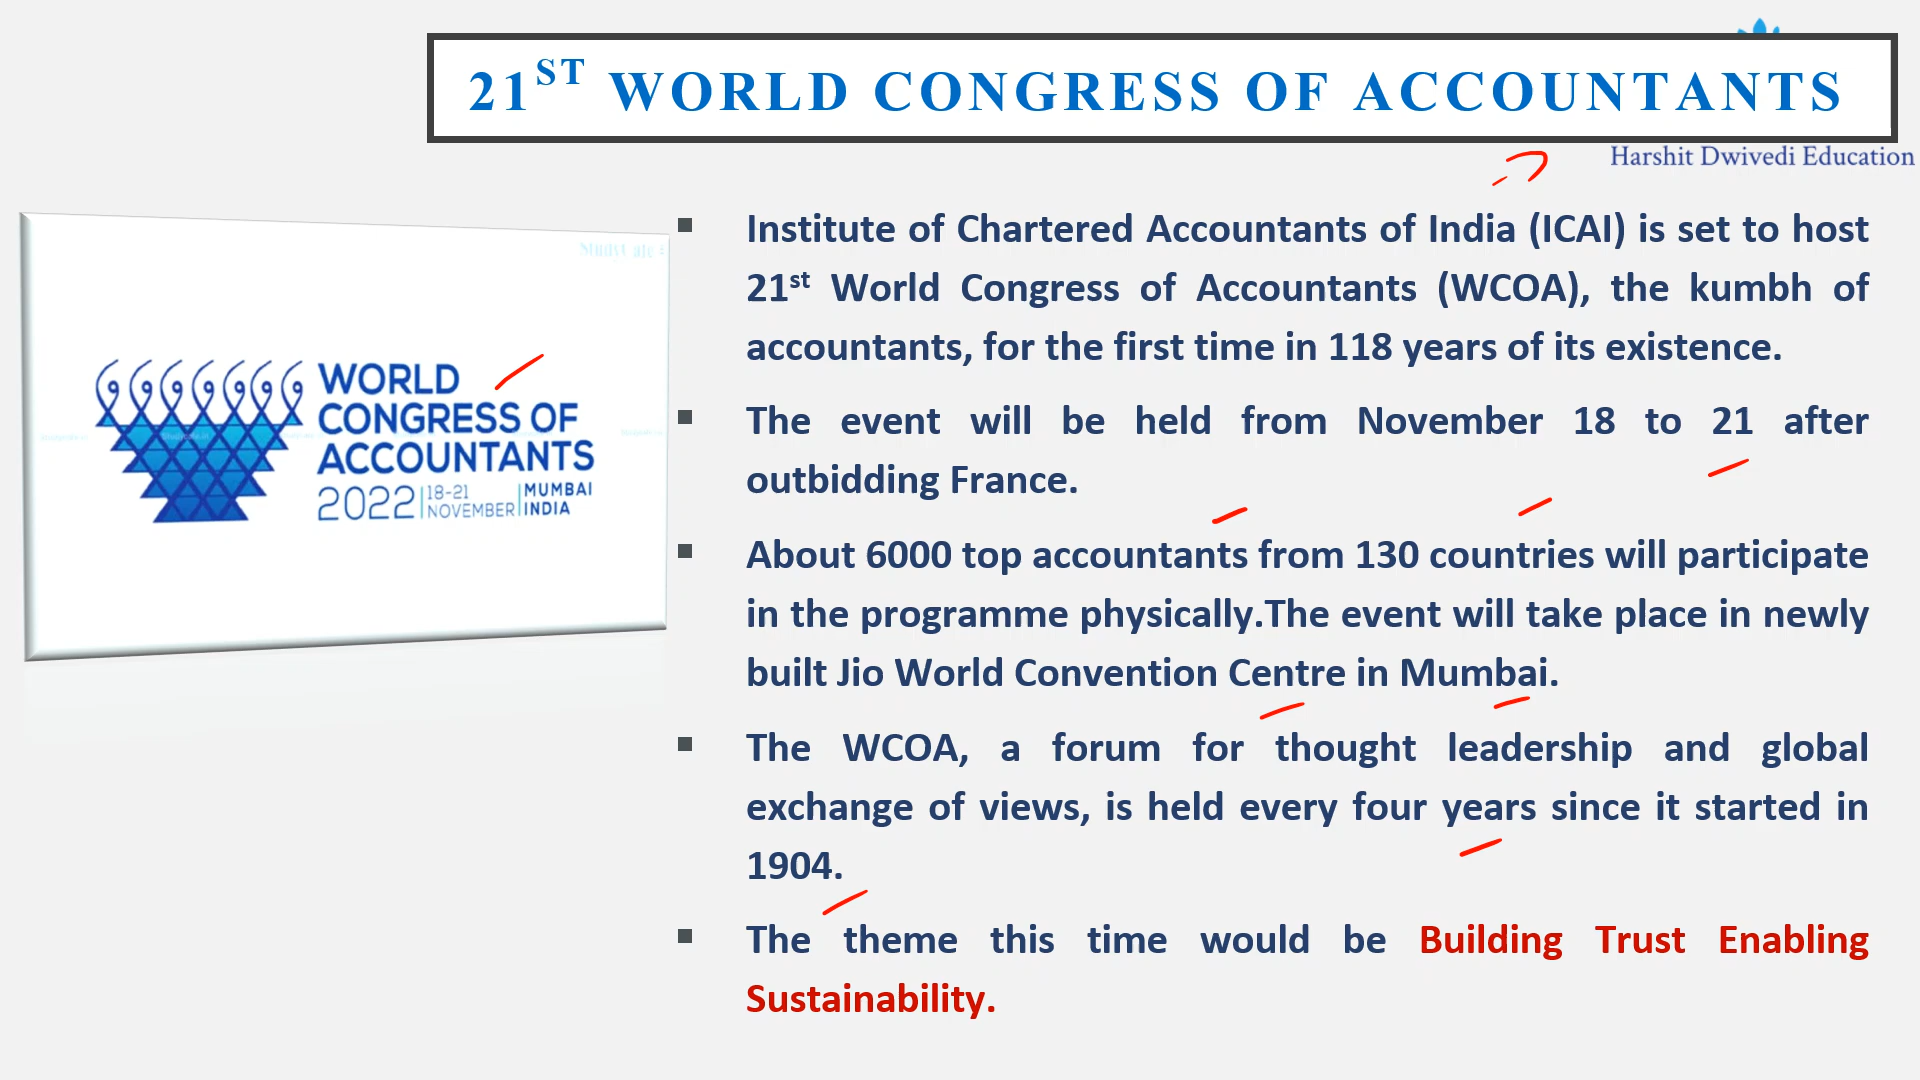 21ST WORLD CONGRESS OF ACCOUNTANTS
Harshit Dwivedi Education
WORLD
CONGRESS OF
ACCOUNTANTS
2022 18-21 NOVEMBER MUMBAI INDIA
Institute of Chartered Accountants of India (ICAI) is set to host
21st World Congress of Accountants (WCOA), the kumbh of
accountants, for the first time in 118 years of its existence.
The event will be held from November 18 to 21 after
outbidding France.
About 6000 top accountants from 130 countries will participate
in the programme physically.The event will take place in newly
built Jio World Convention Centre in Mumbai.
The WCOA, a forum for thought leadership and global
exchange of views, is held every four years since it started in
1904.
The theme this time would be Building Trust Enabling
Sustainability.